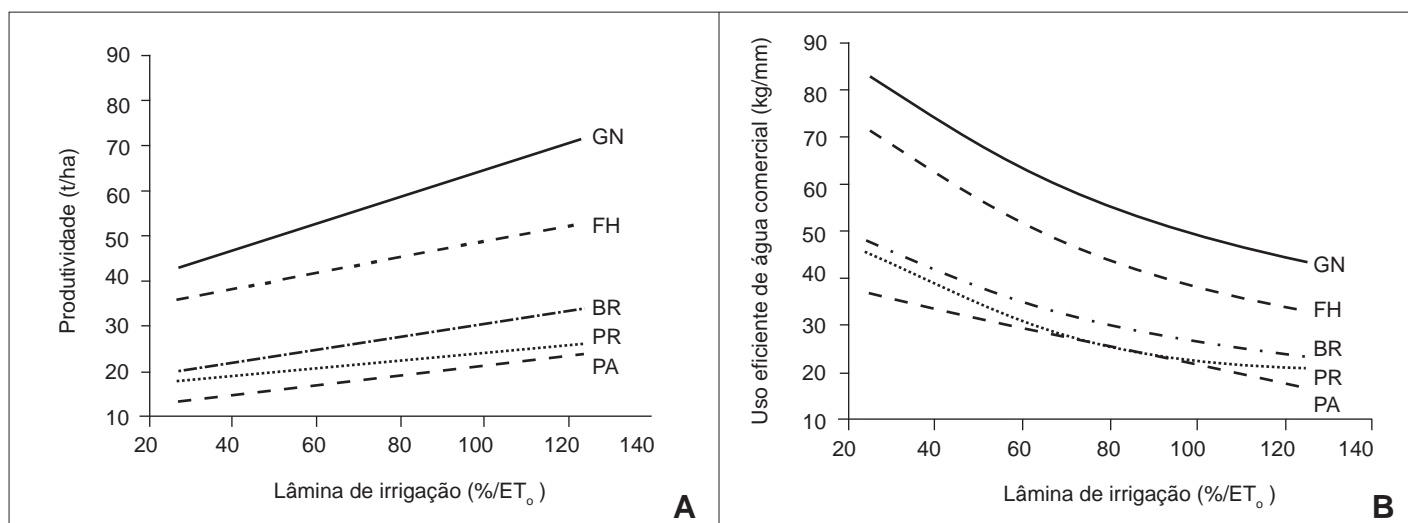 Produtividade (t/ha)
90
80
70
60
50
40
30
20
10
20 40 60 80 100 120 140
GN
FH
BR
PR
PA
Lâmina de irrigação (%/ETo )
A
Uso eficiente de água comercial (kg/mm)
90
80
70
60
50
40
30
20
10
20 40 60 80 100 120 140
GN
FH
BR
PR
PA
Lâmina de irrigação (%/ETo )
B